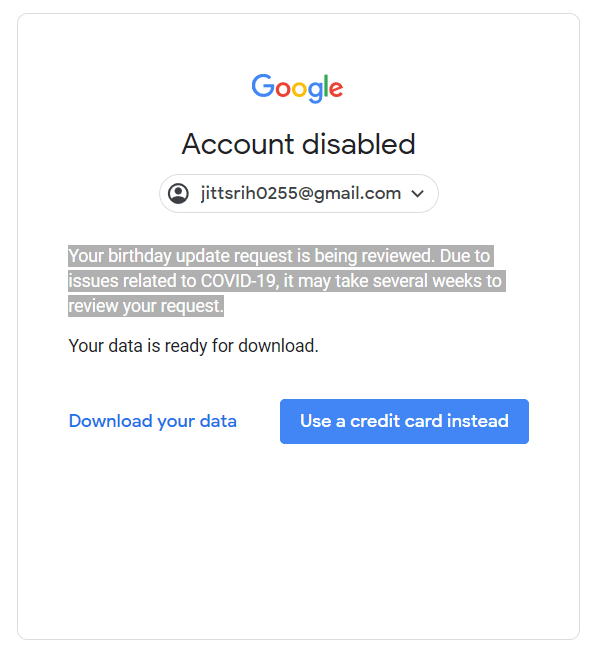 Google
Account disabled
jittsrih0255@gmail.com
Your birthday update request is being reviewed. Due to
issues related to COVID-19, it may take several weeks to
review your request.
Your data is ready for download.
Download your data
Use a credit card instead